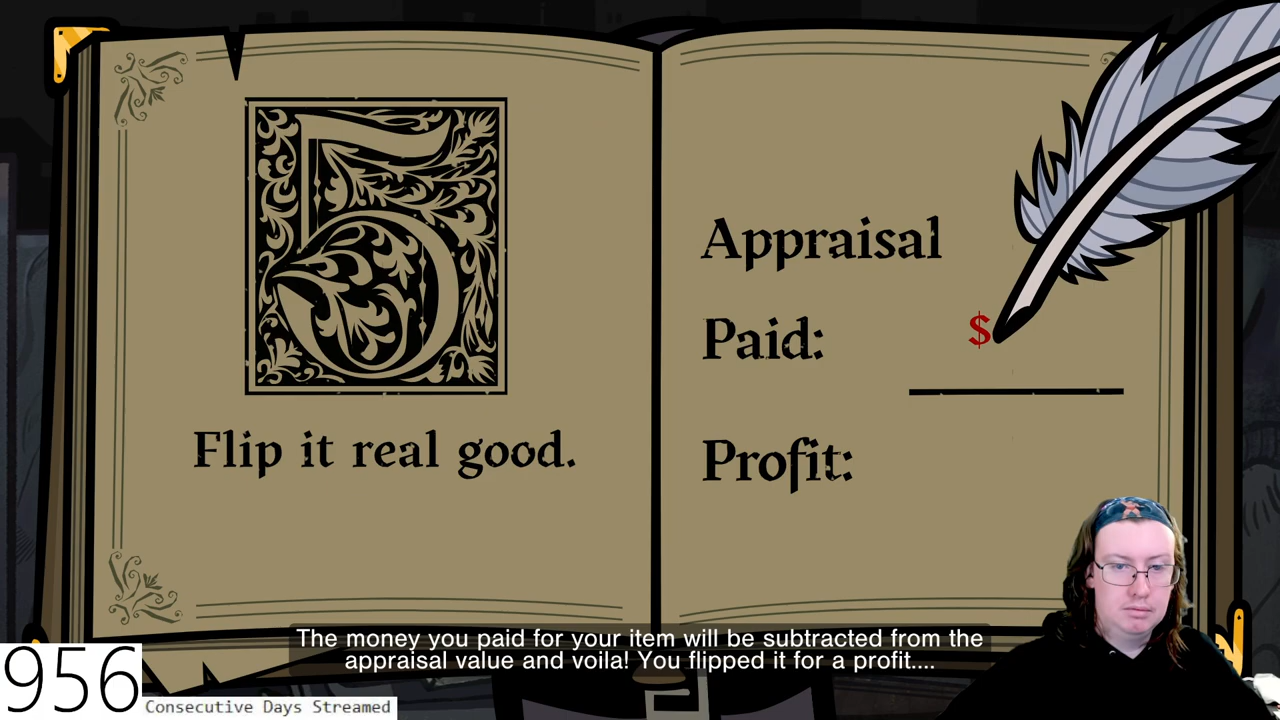 5
Flip it real good.
Appraisal
Paid:
$
Profit:
The money you paid for your item will be subtracted from the
appraisal value and voila! You flipped it for a profit....
956
Consecutive Days Streamed